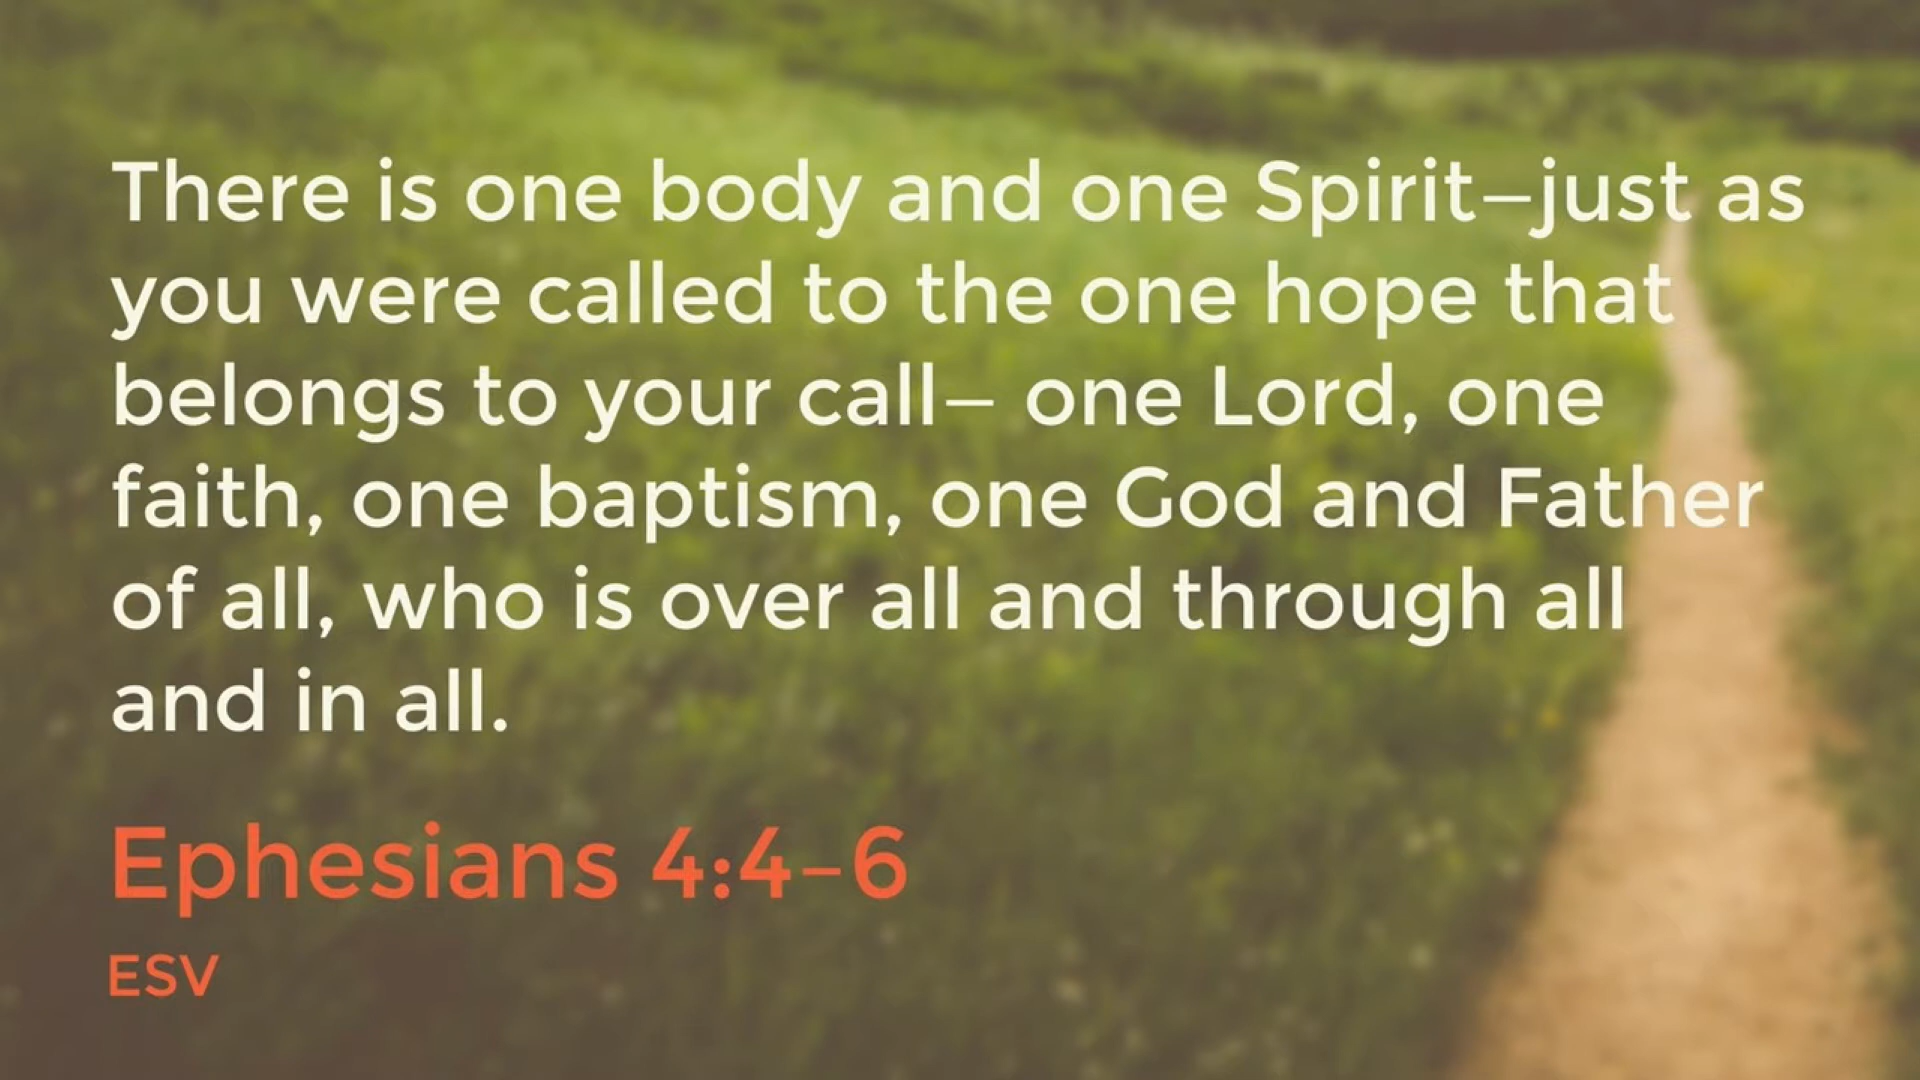 There is one body and one Spirit—just as
you were called to the one hope that
belongs to your call— one Lord, one
faith, one baptism, one God and Father
of all, who is over all and through all
and in all.
Ephesians 4:4–6
ESV